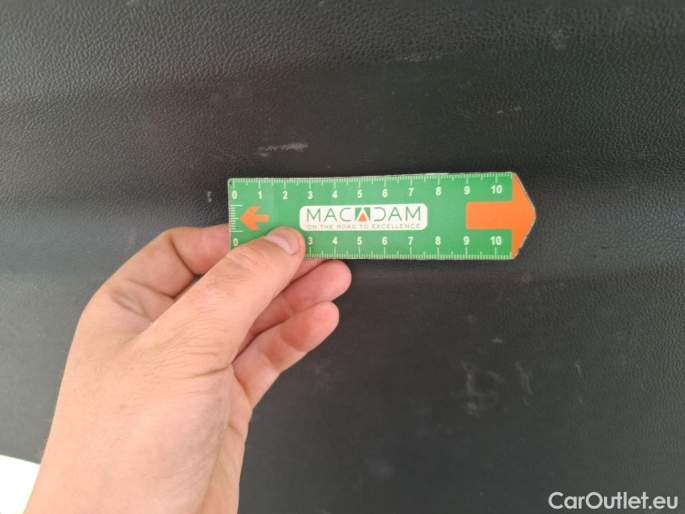 0 1 2 3 4 5 6 7 8 9 10
MACADAM
ON THE ROAD TO EXCELLENCE
0 3 4 5 6 7 8 9 10
CarOutlet.eu